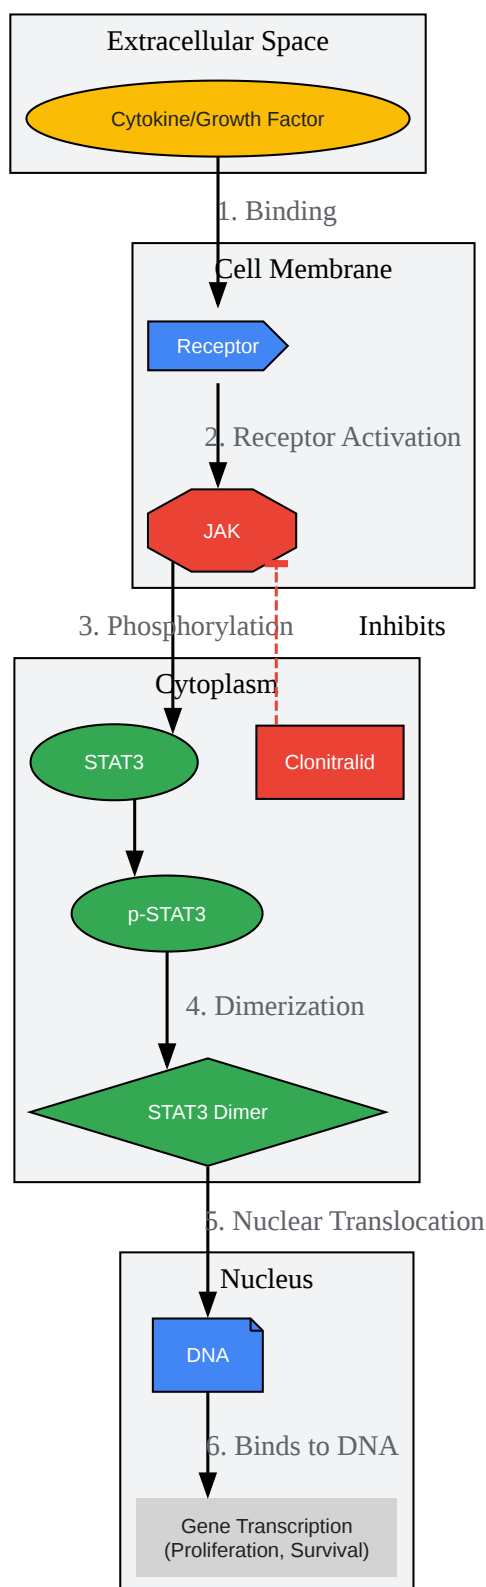 Extracellular Space
Cytokine/Growth Factor
1. Binding
Cell Membrane
Receptor
2. Receptor Activation
JAK
3. Phosphorylation
Inhibits
Cytoplasm
STAT3
Clonitralid
p-STAT3
4. Dimerization
STAT3 Dimer
5. Nuclear Translocation
Nucleus
DNA
6. Binds to DNA
Gene Transcription
(Proliferation, Survival)